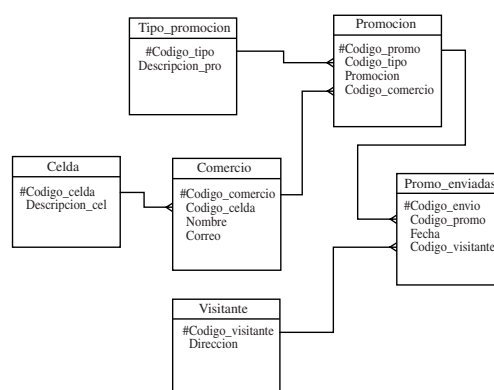 Tipo_promocion
#Codigo_tipo
Descripcion_pro
Promocion
#Codigo_promo
Codigo_tipo
Promocion
Codigo_comercio
Celda
#Codigo_celda
Descripcion_cel
Comercio
#Codigo_comercio
Codigo_celda
Nombre
Correo
Promo_enviadas
#Codigo_envio
Codigo_promo
Fecha
Codigo_visitante
Visitante
#Codigo_visitante
Direccion